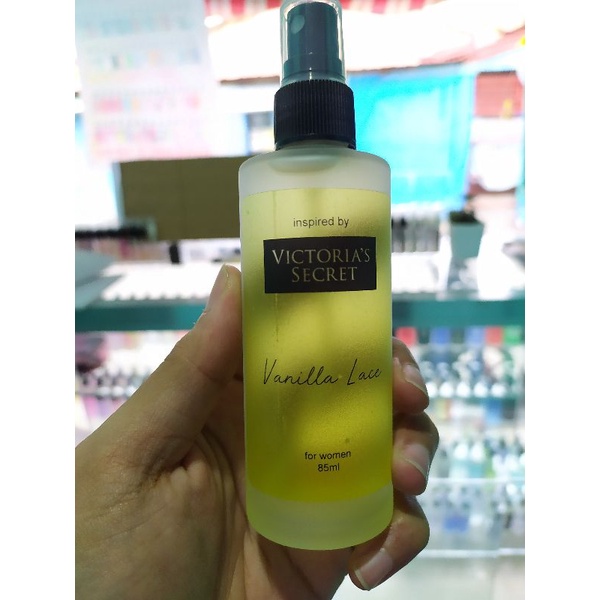 inspired by
VICTORIA'S
SECRET
Vanilla Lace
for women
85ml